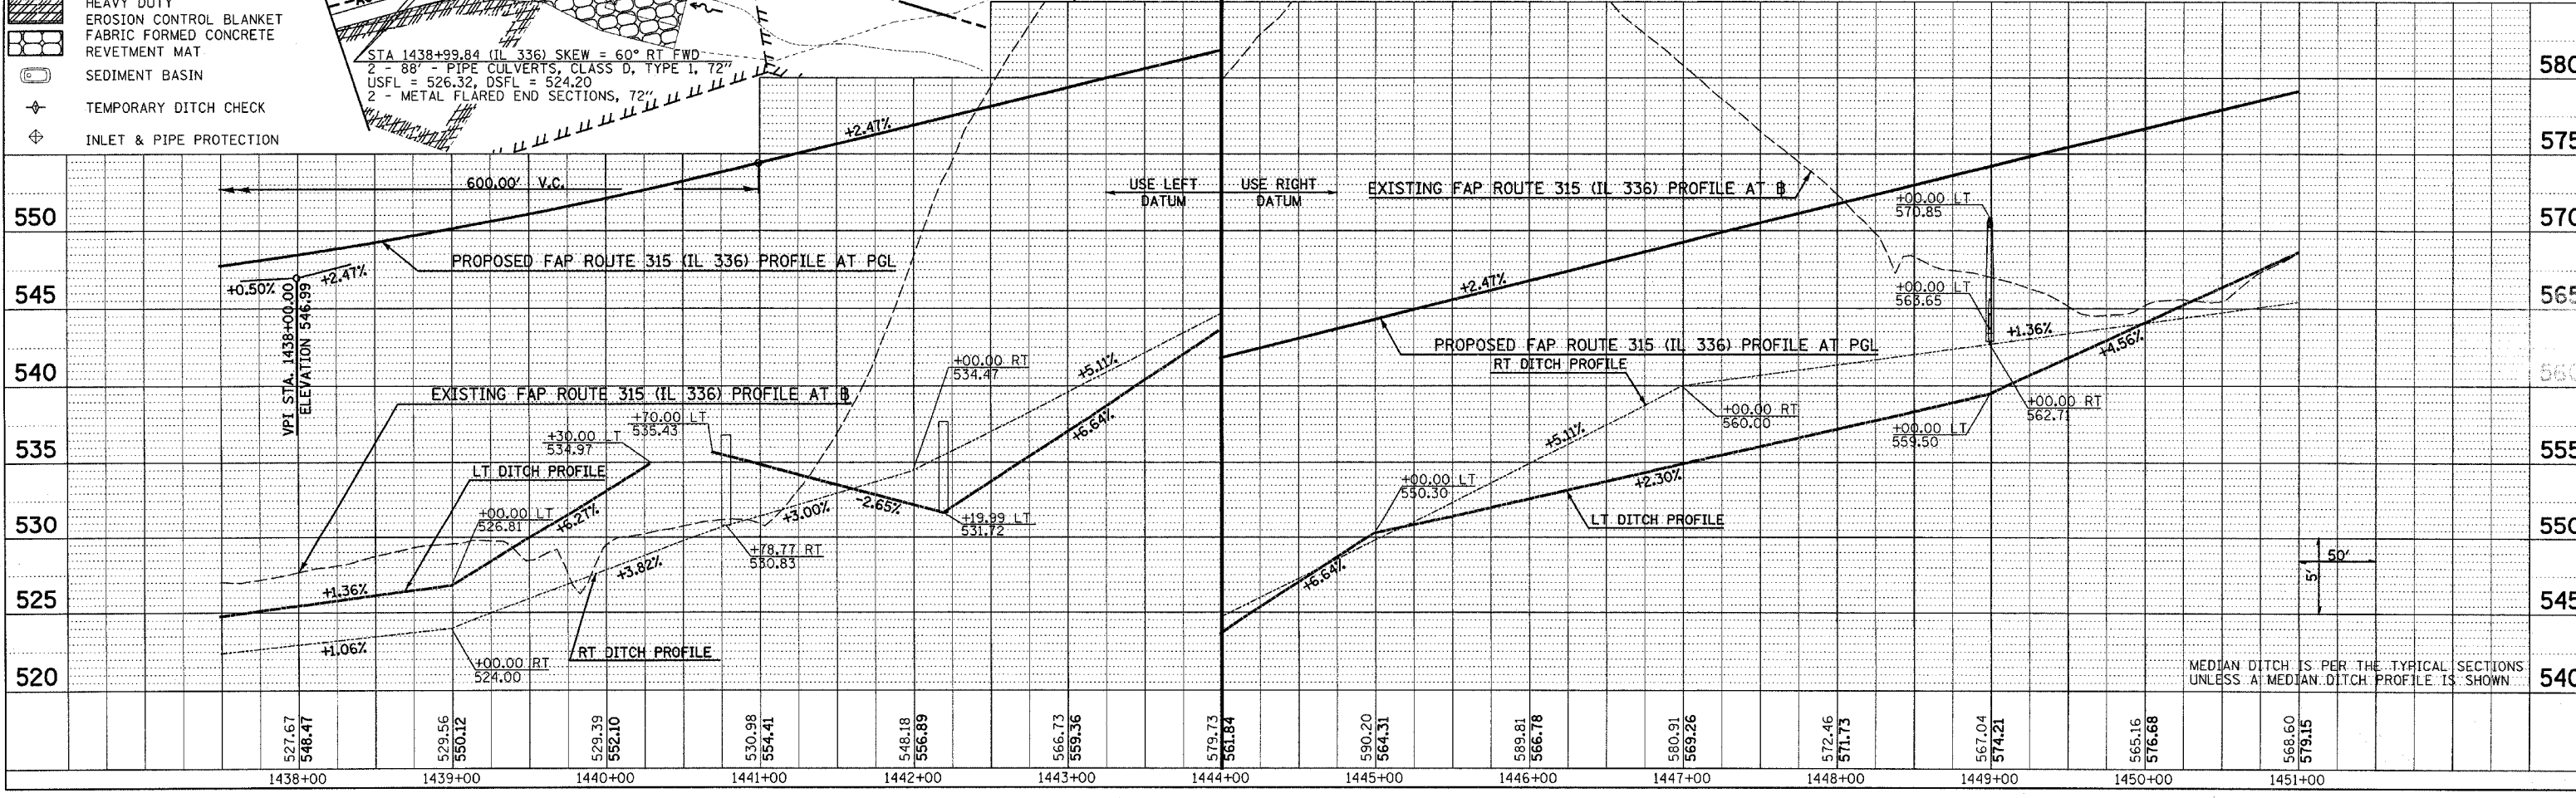 HEAVY DUTY
EROSION CONTROL BLANKET
FABRIC FORMED CONCRETE
REVETMENT MAT
SEDIMENT BASIN
TEMPORARY DITCH CHECK
INLET & PIPE PROTECTION
STA 1438+99.84 (IL 336) SKEW = 60° RT FWD
2 - 88' - PIPE CULVERTS, CLASS D, TYPE 1, 72"
USFL = 526.32, DSFL = 524.20
2 - METAL FLARED END SECTIONS, 72"
600.00' V.C.
+2.47%
USE LEFT
DATUM
USE RIGHT
DATUM
EXISTING FAP ROUTE 315 (IL 336) PROFILE AT ℄
PROPOSED FAP ROUTE 315 (IL 336) PROFILE AT PGL
+0.50%
+2.47%
VPI STA. 1438+00.00
ELEVATION 546.99
EXISTING FAP ROUTE 315 (IL 336) PROFILE AT ℄
+30.00 LT
534.97
+70.00 LT
535.43
LT DITCH PROFILE
+00.00 LT
526.81
+6.27%
+1.36%
+1.06%
+00.00 RT
524.00
RT DITCH PROFILE
+3.82%
+78.77 RT
530.83
+3.00%
-2.65%
+19.99 LT
531.72
+00.00 RT
534.47
+5.11%
+6.64%
+2.47%
PROPOSED FAP ROUTE 315 (IL 336) PROFILE AT PGL
RT DITCH PROFILE
+5.11%
+00.00 RT
560.00
+00.00 LT
550.30
+2.30%
LT DITCH PROFILE
+6.64%
+00.00 LT
570.85
+00.00 LT
563.65
+1.36%
+4.56%
+00.00 RT
562.71
+00.00 LT
559.50
50'
5'
MEDIAN DITCH IS PER THE TYPICAL SECTIONS
UNLESS A MEDIAN DITCH PROFILE IS SHOWN
550
545
540
535
530
525
520
580
575
570
565
560
555
550
545
540
527.67
548.47
529.56
550.12
529.39
552.10
530.98
554.41
548.18
556.89
566.73
559.36
579.73
561.84
590.20
564.31
589.81
566.78
580.91
569.26
572.46
571.73
567.04
574.21
565.16
576.68
568.60
579.15
1438+00
1439+00
1440+00
1441+00
1442+00
1443+00
1444+00
1445+00
1446+00
1447+00
1448+00
1449+00
1450+00
1451+00